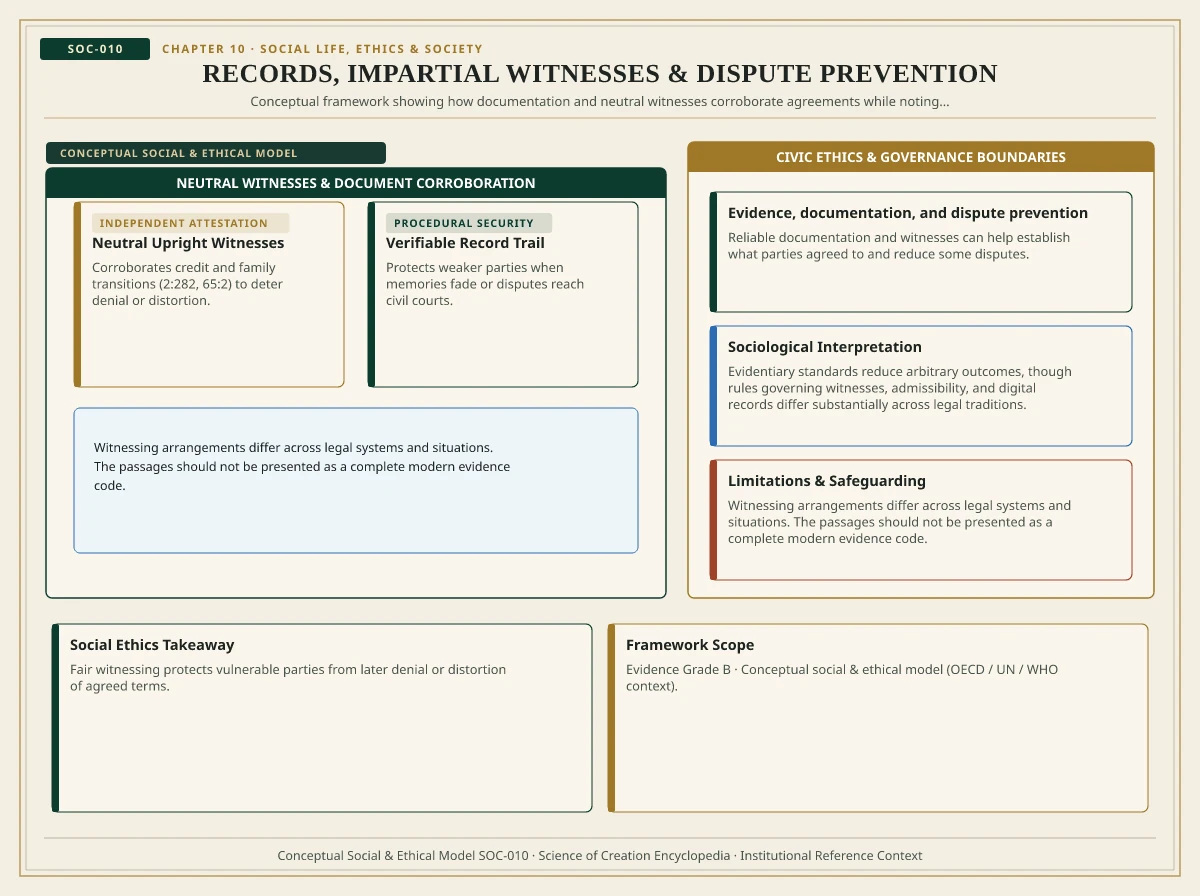 SOC-010
CHAPTER 10 · SOCIAL LIFE, ETHICS & SOCIETY
RECORDS, IMPARTIAL WITNESSES & DISPUTE PREVENTION
Conceptual framework showing how documentation and neutral witnesses corroborate agreements while noting...
CONCEPTUAL SOCIAL & ETHICAL MODEL
NEUTRAL WITNESSES & DOCUMENT CORROBORATION
INDEPENDENT ATTESTATION
Neutral Upright Witnesses
Corroborates credit and family
transitions (2:282, 65:2) to deter
denial or distortion.
PROCEDURAL SECURITY
Verifiable Record Trail
Protects weaker parties when
memories fade or disputes reach
civil courts.
Witnessing arrangements differ across legal systems and situations.
The passages should not be presented as a complete modern evidence
code.
CIVIC ETHICS & GOVERNANCE BOUNDARIES
Evidence, documentation, and dispute prevention
Reliable documentation and witnesses can help establish
what parties agreed to and reduce some disputes.
Sociological Interpretation
Evidentiary standards reduce arbitrary outcomes, though
rules governing witnesses, admissibility, and digital
records differ substantially across legal traditions.
Limitations & Safeguarding
Witnessing arrangements differ across legal systems and
situations. The passages should not be presented as a
complete modern evidence code.
Social Ethics Takeaway
Fair witnessing protects vulnerable parties from later denial or distortion
of agreed terms.
Framework Scope
Evidence Grade B · Conceptual social & ethical model (OECD / UN / WHO
context).
Conceptual Social & Ethical Model SOC-010 · Science of Creation Encyclopedia · Institutional Reference Context